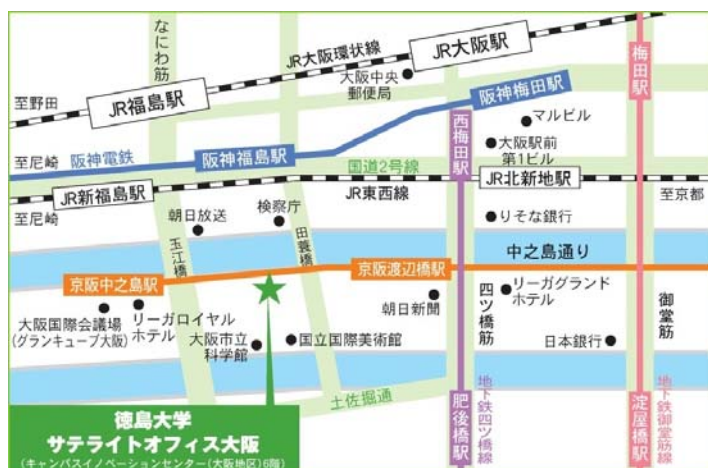 なにわ筋
JR大阪環状線
JR大阪駅
大阪中央
郵便局
梅田駅
至野田
JR福島駅
阪神梅田駅
マルビル
西梅田駅
大阪駅前
第1ビル
至尼崎
阪神電鉄
阪神福島駅
国道2号線
JR新福島駅
JR東西線
JR北新地駅
至尼崎
至京都
朝日放送
検察庁
りそな銀行
玉江橋
田蓑橋
中之島通り
京阪中之島駅
京阪渡辺橋駅
四ツ橋筋
リーガグランド
ホテル
御堂筋
朝日新聞
大阪国際会議場
(グランキューブ大阪)
リーガロイヤル
ホテル
大阪市立
科学館
国立国際美術館
日本銀行
土佐掘通
肥後橋駅
地下鉄四ツ橋線
淀屋橋駅
地下鉄御堂筋線
徳島大学
サテライトオフィス大阪
(キャンパスイノベーションセンター(大阪地区)6階)